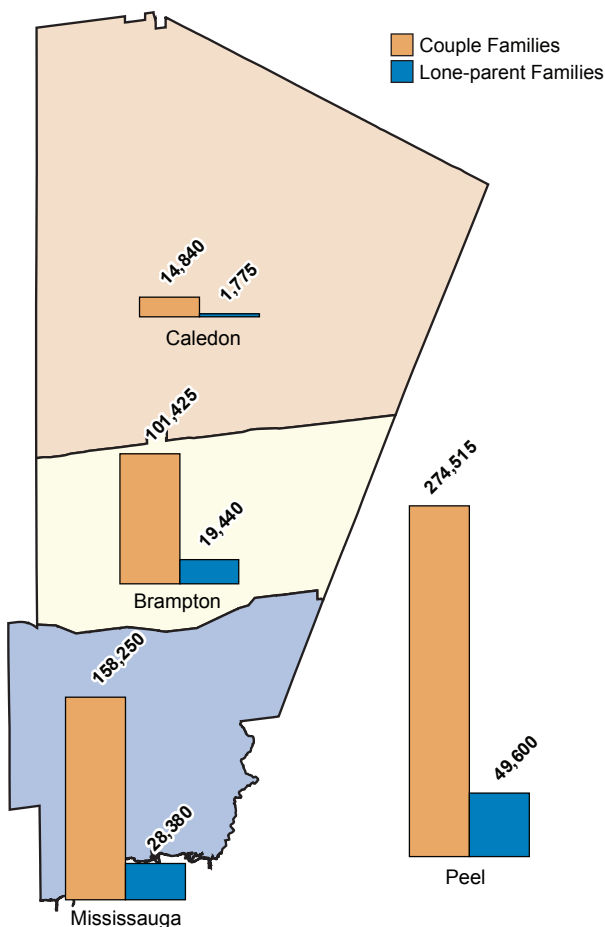 Couple Families
Lone-parent Families
14,840
1,775
Caledon
101,425
19,440
Brampton
274,515
158,250
49,600
28,380
Peel
Mississauga